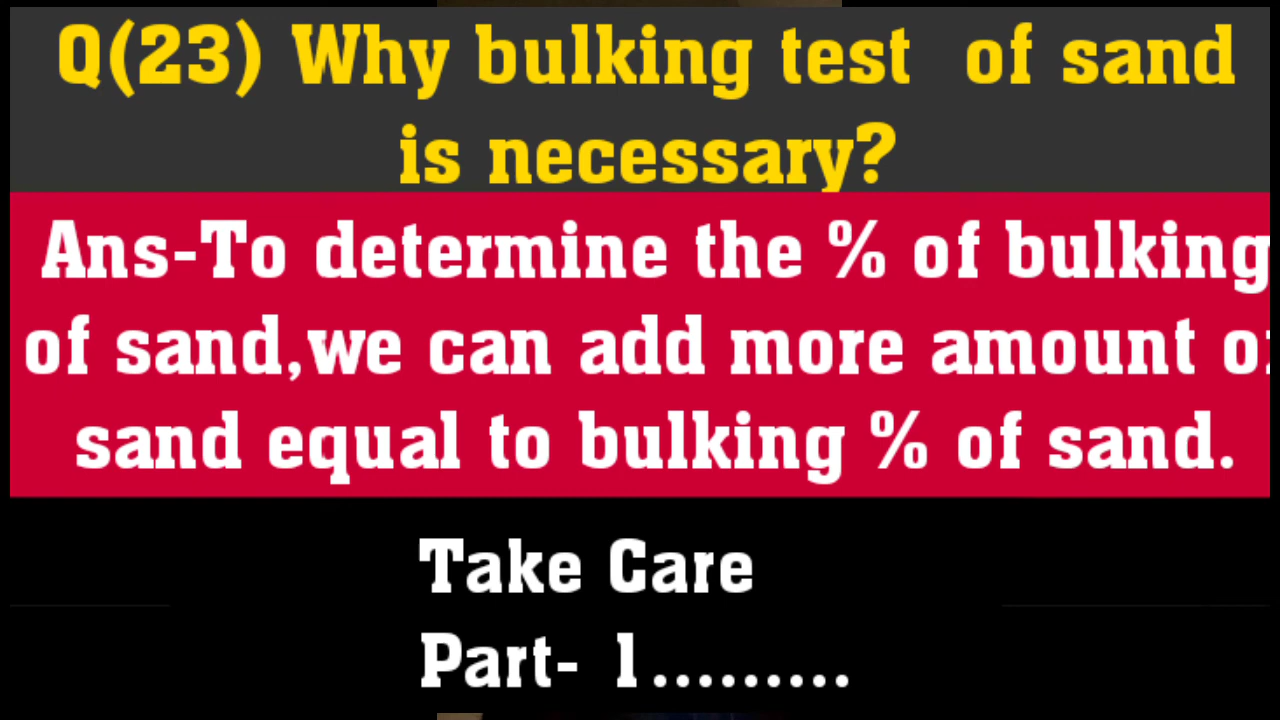 Q(23) Why bulking test of sand
is necessary?
Ans-To determine the % of bulking
of sand,we can add more amount of
sand equal to bulking % of sand.
Take Care
Part- 1.........